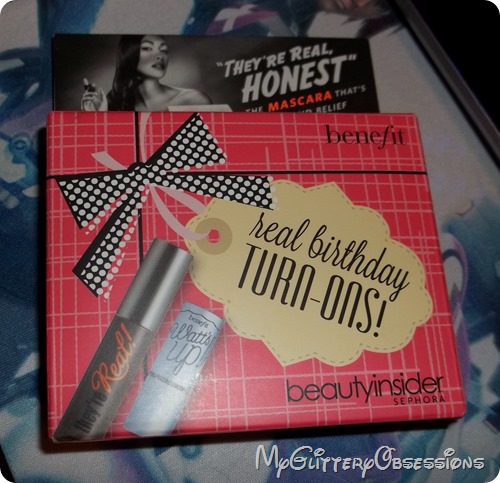 "THEY'RE REAL,
HONEST"
THE MASCARA THAT'S
RELIEF
benefit
real birthday
TURN-ONS!
they're Real!
benefit
Watt's
up!
beautyinsider
SEPHORA
MyGlitteryObsessions